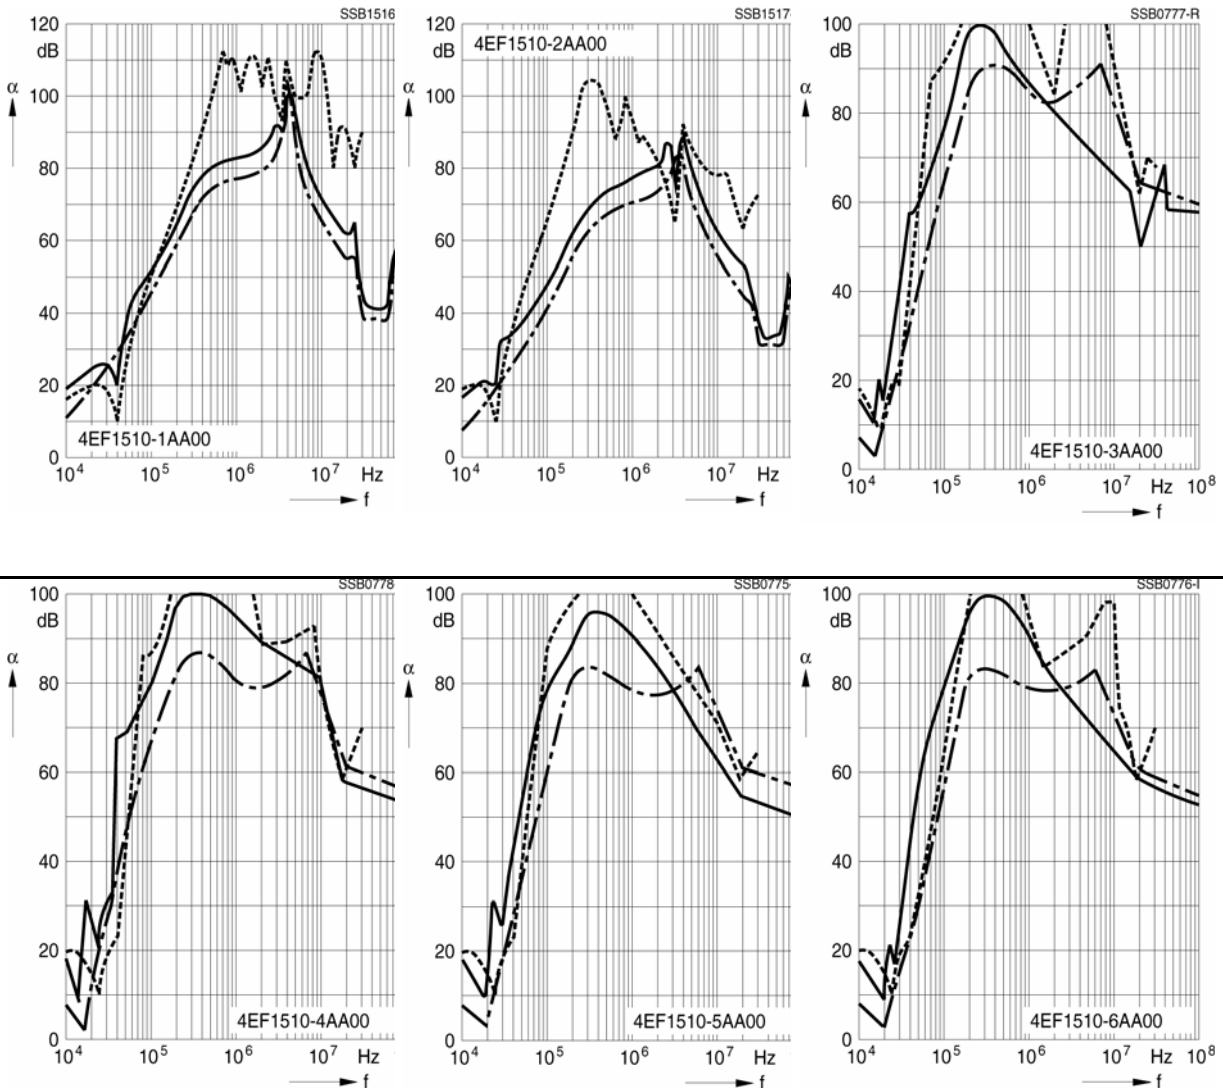 SSB1516
120
dB
α
100
80
60
40
20
0
4EF1510-1AA00
10^4 10^5 10^6 10^7 Hz
f
SSB1517-
120
dB
4EF1510-2AA00
α
100
80
60
40
20
0
10^4 10^5 10^6 10^7 Hz
f
SSB0777-R
100
dB
α
80
60
40
20
0
4EF1510-3AA00
10^4 10^5 10^6 10^7 Hz 10^8
f
SSB0778
100
dB
α
80
60
40
20
0
4EF1510-4AA00
10^4 10^5 10^6 10^7 Hz
f
SSB0775-
100
dB
α
80
60
40
20
0
4EF1510-5AA00
10^4 10^5 10^6 10^7 Hz
f
SSB0776-I
100
dB
α
80
60
40
20
0
4EF1510-6AA00
10^4 10^5 10^6 10^7 Hz 10^8
f